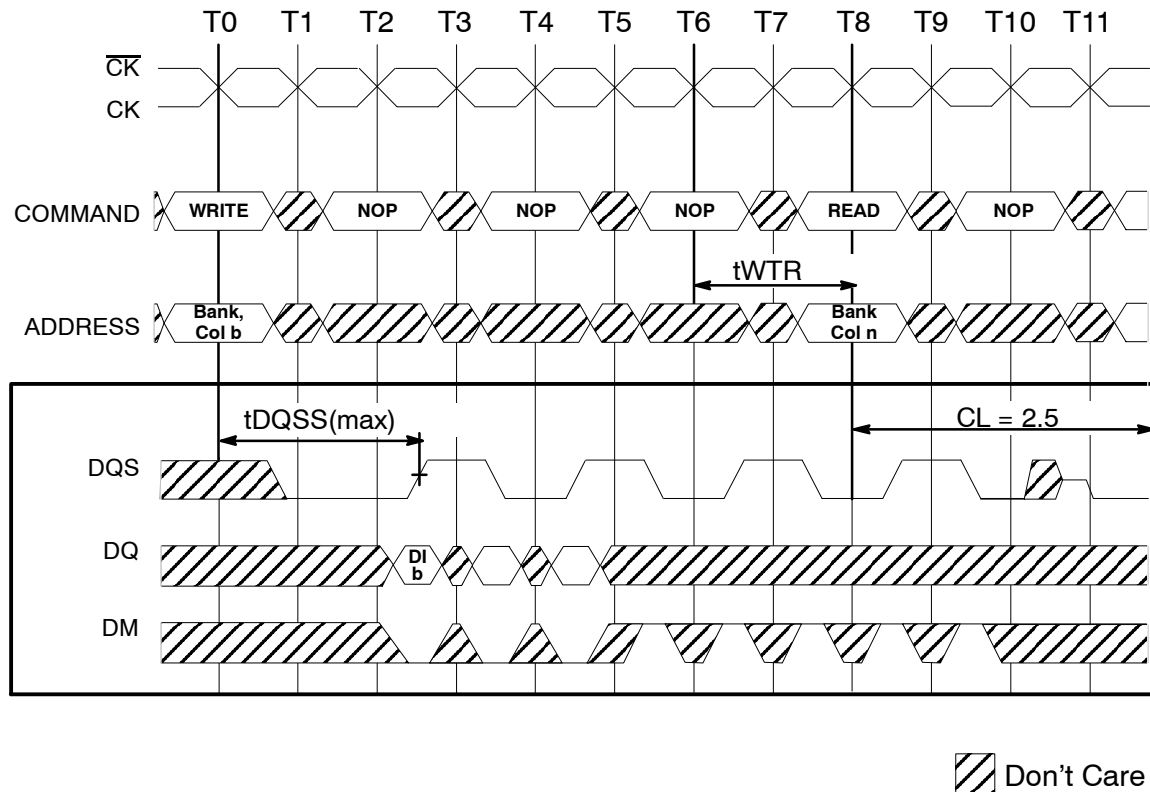 T0 T1 T2 T3 T4 T5 T6 T7 T8 T9 T10 T11
CK
CK
COMMAND WRITE NOP NOP NOP READ NOP
tWTR
ADDRESS Bank, Col b Bank Col n
tDQSS(max) CL = 2.5
DQS
DQ DI b
DM
Don't Care